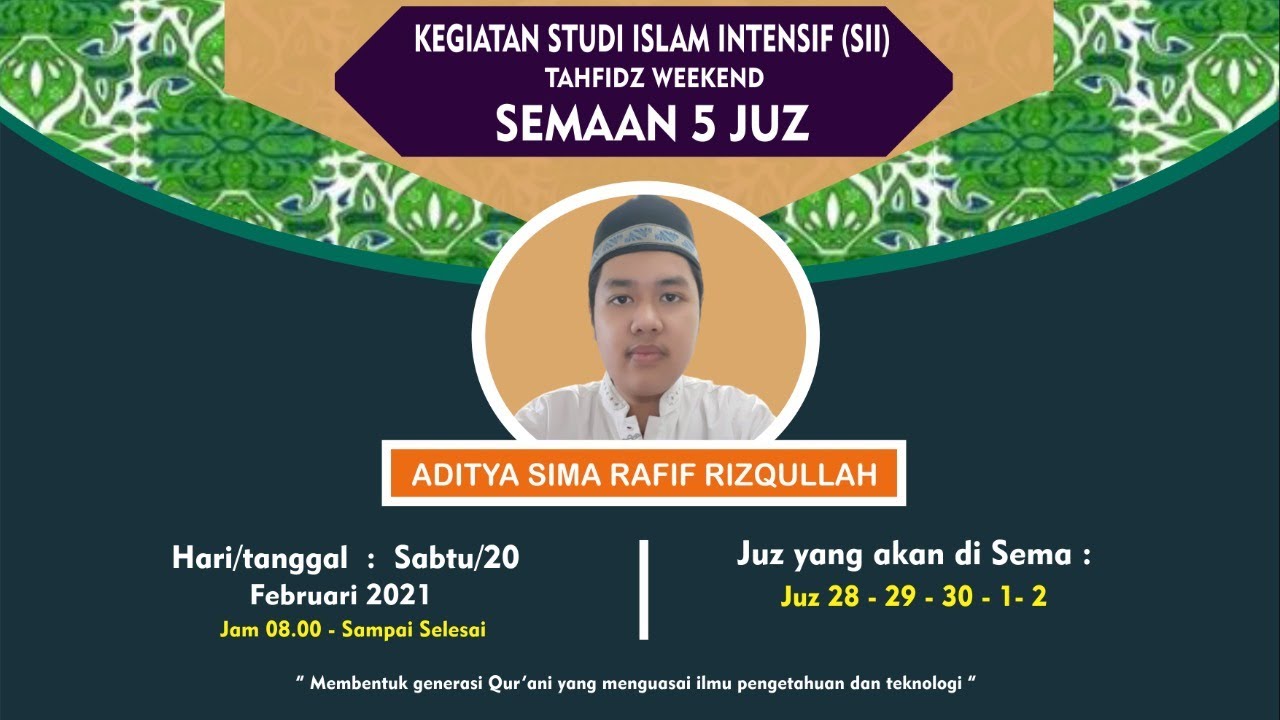 KEGIATAN STUDI ISLAM INTENSIF (SII)
TAHFIDZ WEEKEND
SEMAAN 5 JUZ
ADITYA SIMA RAFIF RIZQULLAH
Hari/tanggal : Sabtu/20
Februari 2021
Jam 08.00 - Sampai Selesai
Juz yang akan di Sema :
Juz 28 - 29 - 30 - 1- 2
“ Membentuk generasi Qur’ani yang menguasai ilmu pengetahuan dan teknologi “